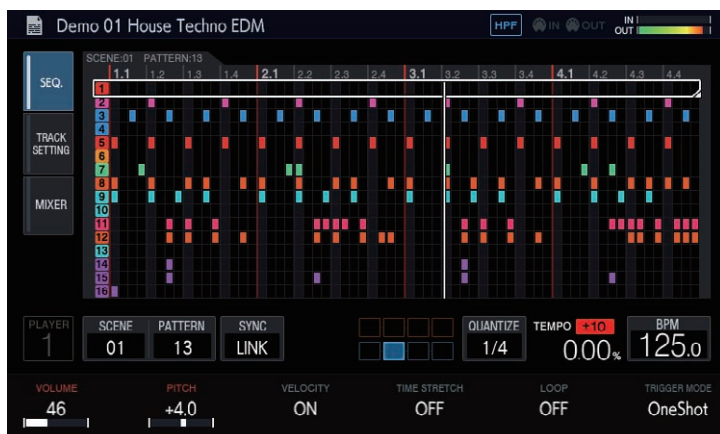 Demo 01 House Techno EDM
HPF
IN
OUT
IN
OUT
SEQ.
TRACK
SETTING
MIXER
SCENE:01 PATTERN:13
1.1 1.2 1.3 1.4 2.1 2.2 2.3 2.4 3.1 3.2 3.3 3.4 4.1 4.2 4.3 4.4
1
2
3
4
5
6
7
8
9
10
11
12
13
14
15
16
PLAYER
1
SCENE
01
PATTERN
13
SYNC
LINK
QUANTIZE
1/4
TEMPO ±10
0.00%
BPM
125.0
VOLUME
46
PITCH
+4.0
VELOCITY
ON
TIME STRETCH
OFF
LOOP
OFF
TRIGGER MODE
OneShot